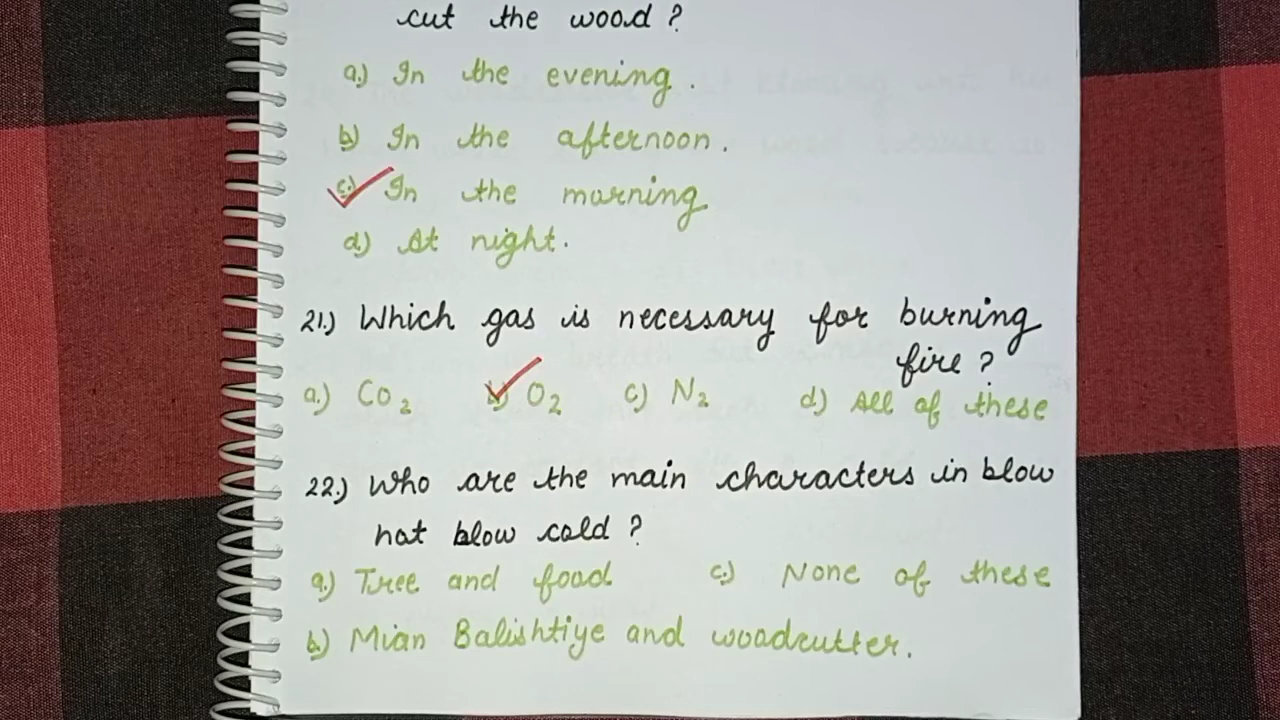 cut the wood ?
a.) In the evening .
b) In the afternoon .
c.) In the morning
d.) At night.
21.) Which gas is necessary for burning
fire ?
a.) Co2 b) O2 c) N2 d) All of these
22.) Who are the main characters in blow
hot blow cold ?
a.) Tree and food c.) None of these
b.) Mian Balishtiye and woodcutter.